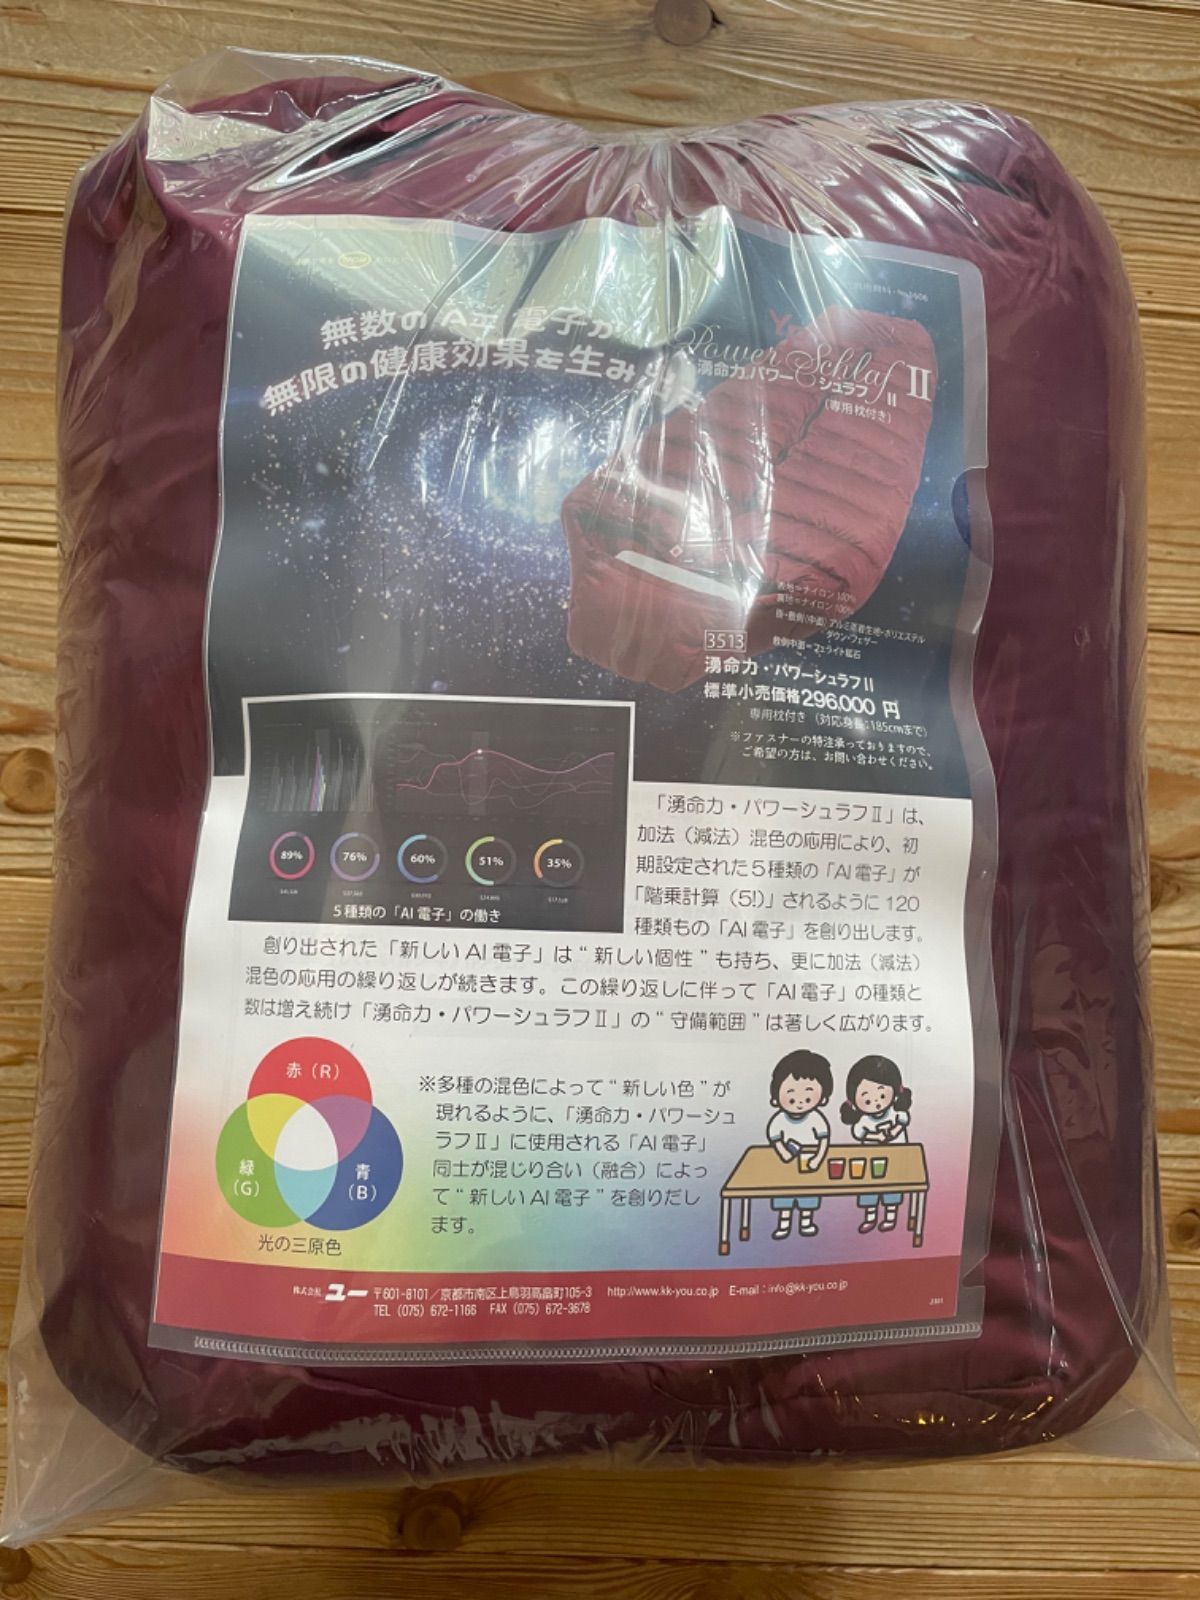 無数のAI電子が
無限の健康効果を生み出す
Power Schlaf II
湧命力・パワーシュラフII
(専用枕付き)
表地=ナイロン100%
裏地=ナイロン100%
ダウン・フェザー
敷側中面=フェライト鉱石
3513
湧命力・パワーシュラフII
標準小売価格296,000円
専用枕付き (対応身長:185cmまで)
※ファスナーの特注承っておりますので、
ご希望の方は、お問い合わせください。
89%
76%
60%
51%
35%
5種類の「AI電子」の働き
「湧命力・パワーシュラフⅡ」は、
加法(減法)混色の応用により、初
期設定された5種類の「AI電子」が
「階乗計算(5!)」されるように120
種類もの「AI電子」を創り出します。
創り出された「新しいAI電子」は“新しい個性”も持ち、更に加法(減法)
混色の応用の繰り返しが続きます。この繰り返しに伴って「AI電子」の種類と
数は増え続け「湧命力・パワーシュラフⅡ」の“守備範囲”は著しく広がります。
赤(R)
緑
(G)
青
(B)
光の三原色
※多種の混色によって“新しい色”が
現れるように、「湧命力・パワーシュ
ラフⅡ」に使用される「AI電子」
同士が混じり合い(融合)によっ
て“新しいAI電子”を創りだし
ます。
株式会社 ユー 〒601-8101/京都市南区上鳥羽高畠町105-3 http://www.kk-you.co.jp E-mail:info@kk-you.co.jp
TEL (075) 672-1166 FAX (075) 672-3678